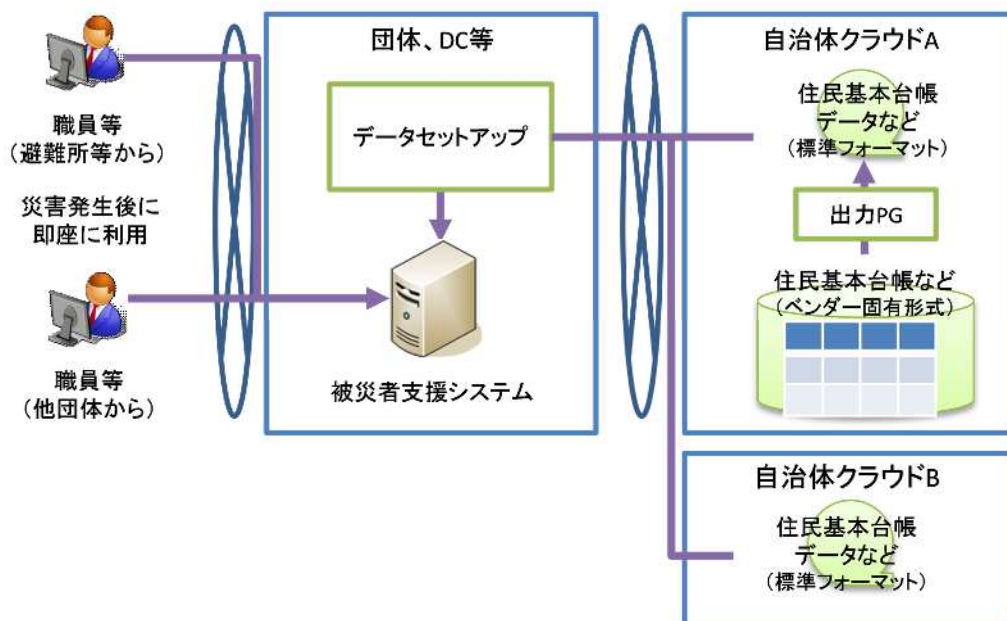 職員等
(避難所等から)
災害発生後に
即座に利用
職員等
(他団体から)
団体、DC等
データセットアップ
被災者支援システム
自治体クラウドA
住民基本台帳
データなど
(標準フォーマット)
出力PG
住民基本台帳など
(ベンダー固有形式)
自治体クラウドB
住民基本台帳
データなど
(標準フォーマット)